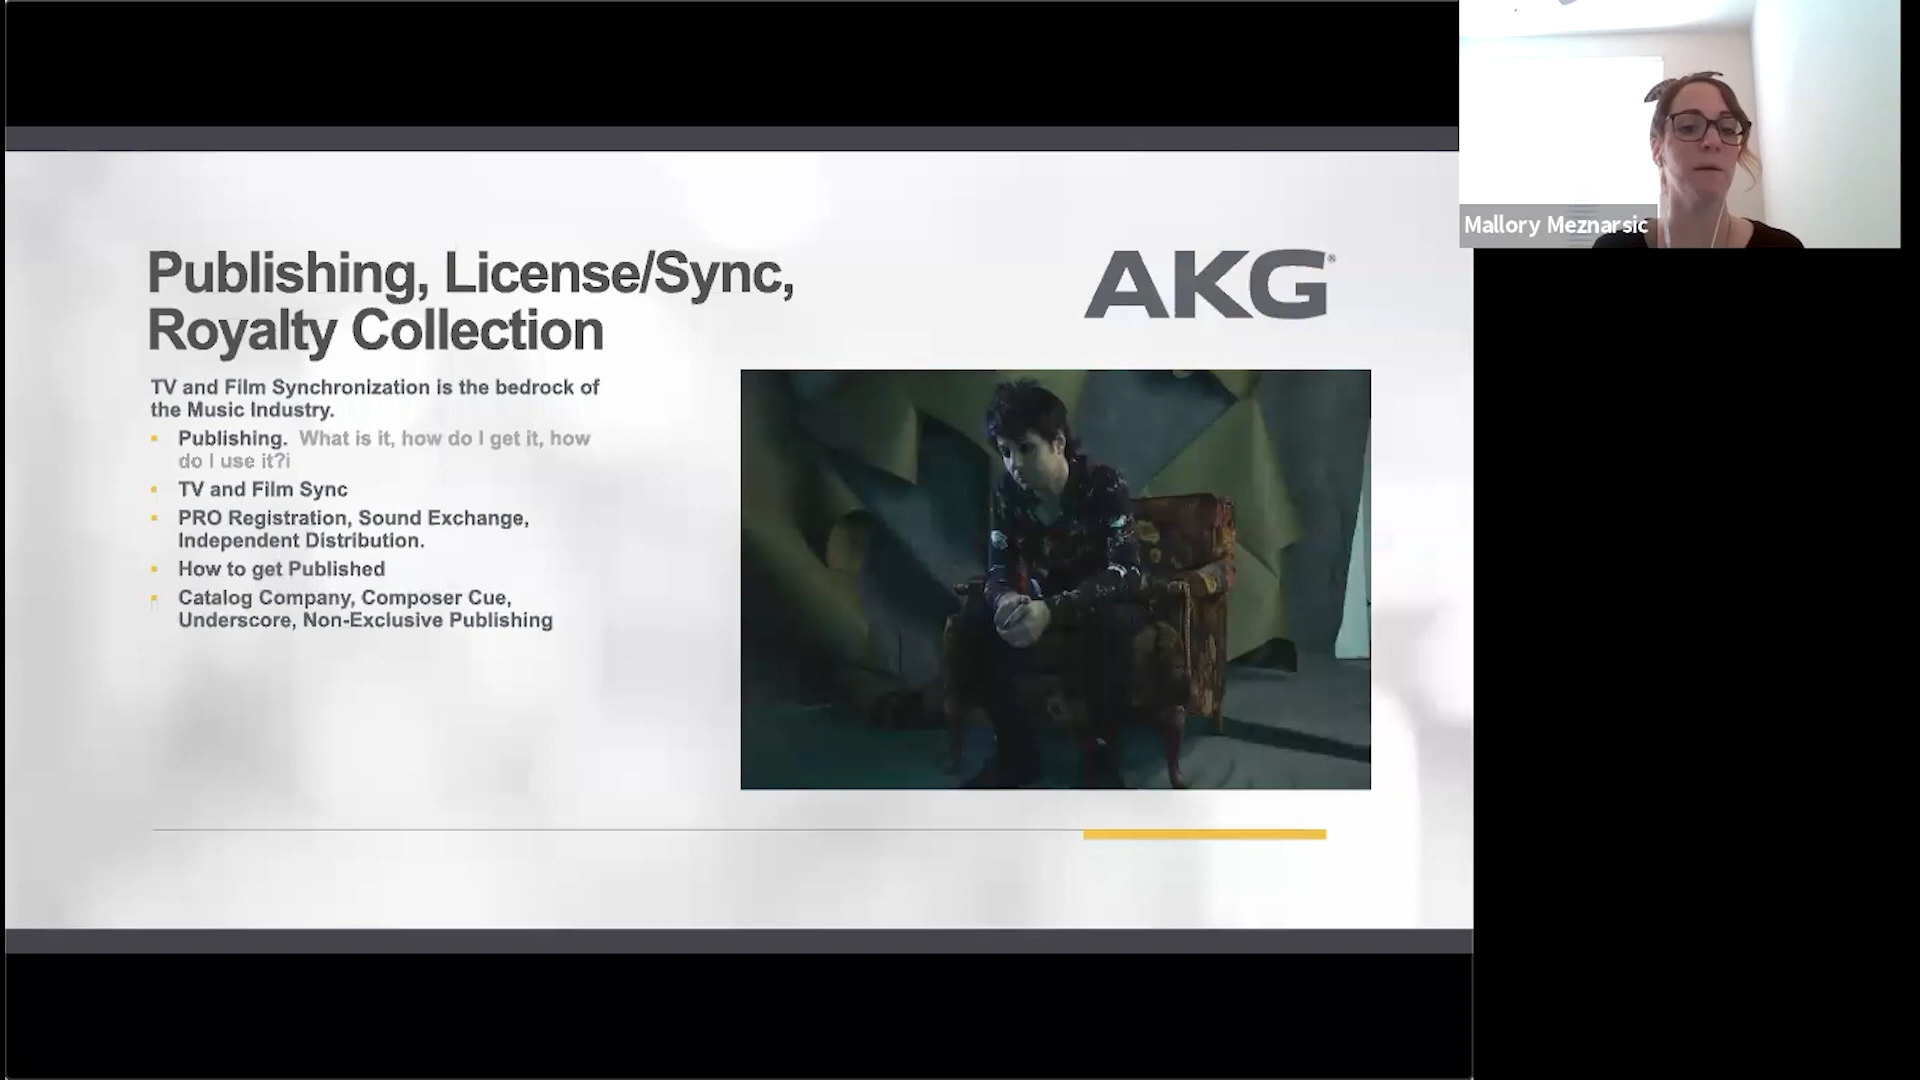 Mallory Meznarsic
Publishing, License/Sync,
Royalty Collection
AKG®
TV and Film Synchronization is the bedrock of
the Music Industry.
Publishing. What is it, how do I get it, how
do I use it?i
TV and Film Sync
PRO Registration, Sound Exchange,
Independent Distribution.
How to get Published
Catalog Company, Composer Cue,
Underscore, Non-Exclusive Publishing